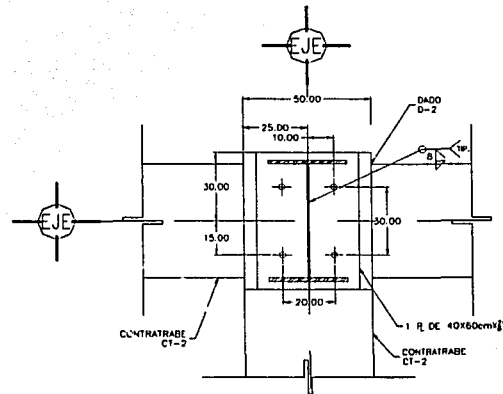 EJE
50.00
25.00
10.00
DADO
D-2
TIP.
8
30.00
30.00
EJE
15.00
20.00
CONTRATRABE
CT-2
1 PL DE 40X60cm
CONTRATRABE
CT-2